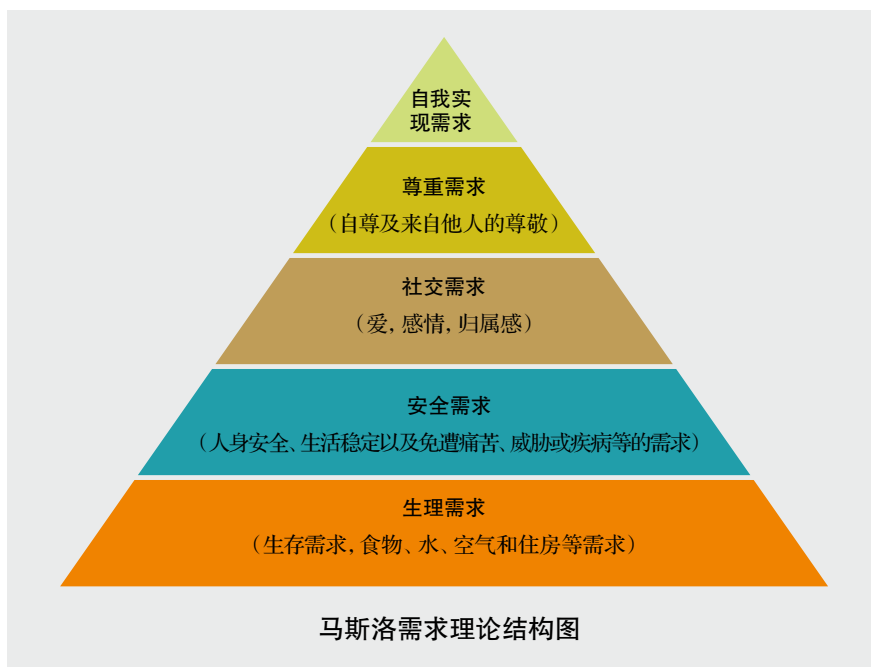 自我实
现需求
尊重需求
（自尊及来自他人的尊敬）
社交需求
（爱，感情，归属感）
安全需求
（人身安全、生活稳定以及免遭痛苦、威胁或疾病等的需求）
生理需求
（生存需求，食物、水、空气和住房等需求）
马斯洛需求理论结构图